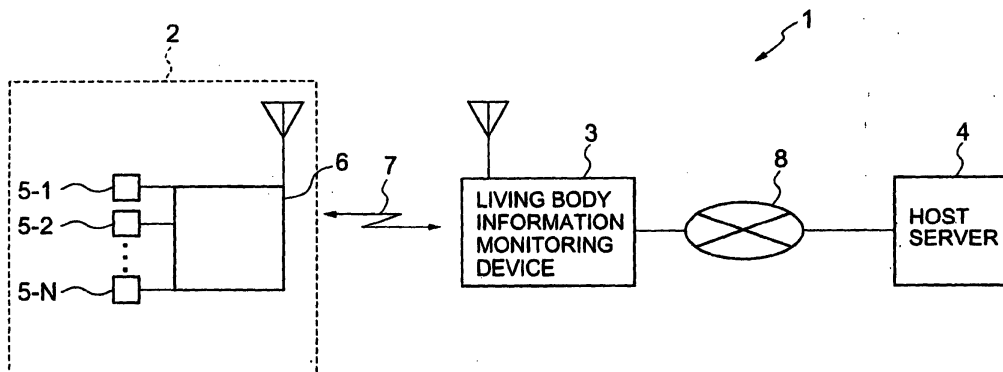 1
2
3
4
5-1
5-2
5-N
6
7
8
LIVING BODY
INFORMATION
MONITORING
DEVICE
HOST
SERVER